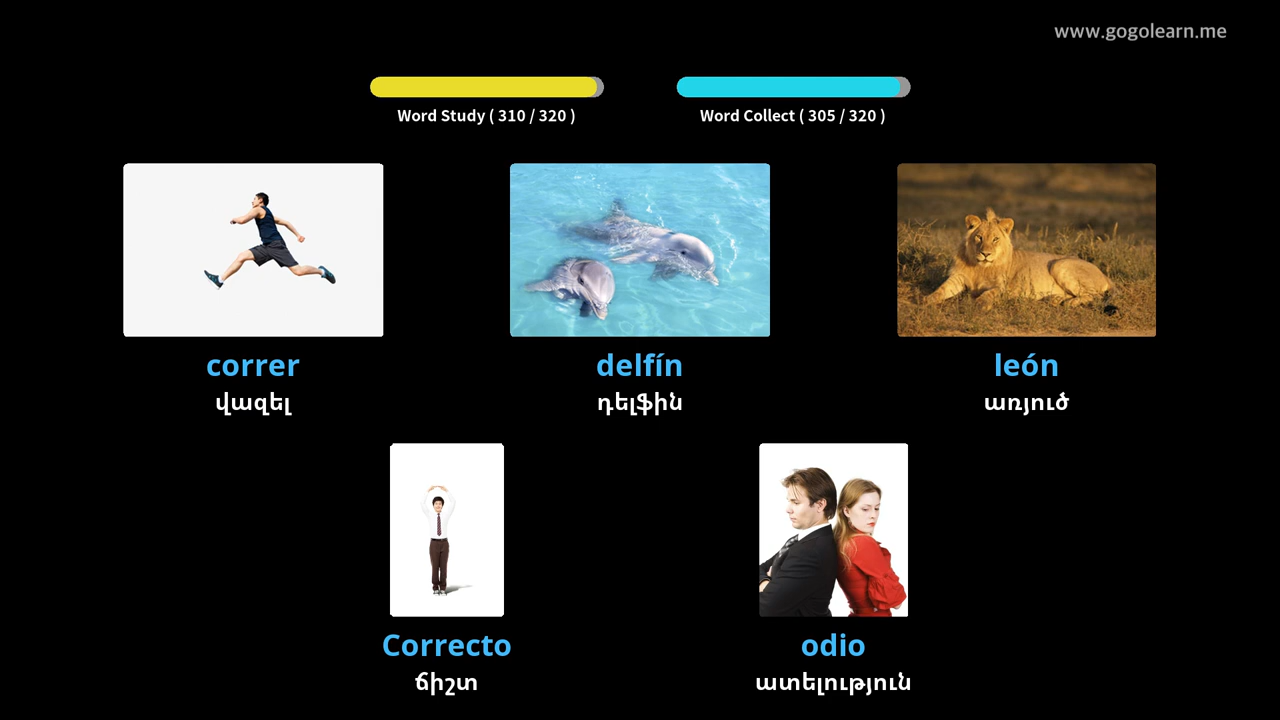 www.gogolearn.me
Word Study ( 310 / 320 )
Word Collect ( 305 / 320 )
correr
վազել
delfín
դելֆին
león
առյուծ
Correcto
ճիշտ
odio
ատելություն